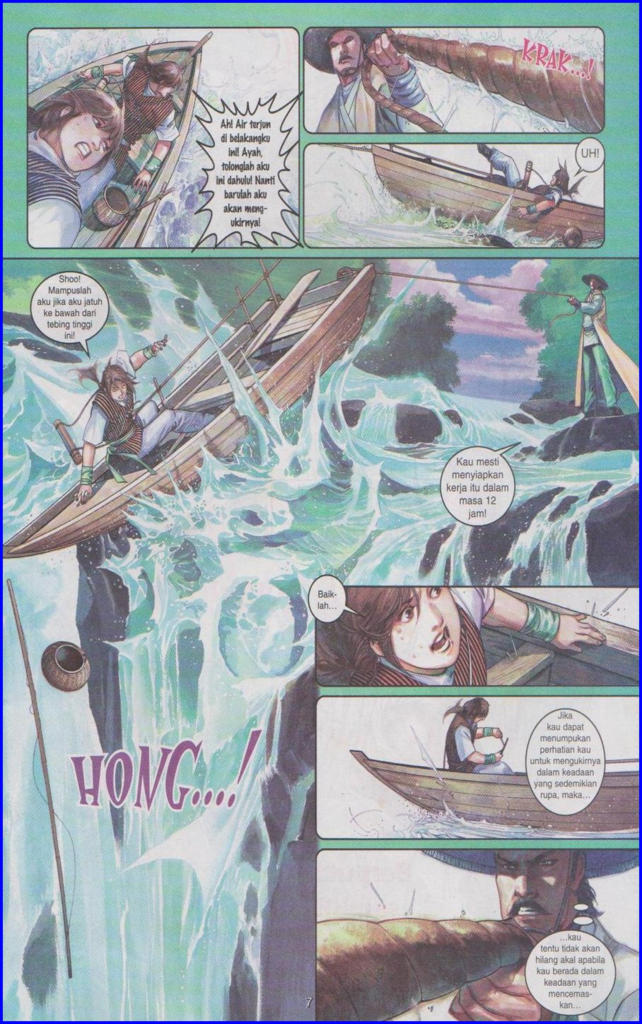 Ah! Air terjun
di belakangku
ini! Ayah,
tolonglah aku
ini dahulu! Nanti
barulah aku
akan meng-
ukirnya!
KRAK...!
UH!
Shoo!
Mampuslah
aku jika aku jatuh
ke bawah dari
tebing tinggi
ini!
Kau mesti
menyiapkan
kerja itu dalam
masa 12
jam!
Baik-
lah...
HONG....!
Jika
kau dapat
menumpukan
perhatian kau
untuk mengukirnya
dalam keadaan
yang sedemikian
rupa, maka...
...kau
tentu tidak akan
hilang akal apabila
kau berada dalam
keadaan yang
mencemas-
kan...
7